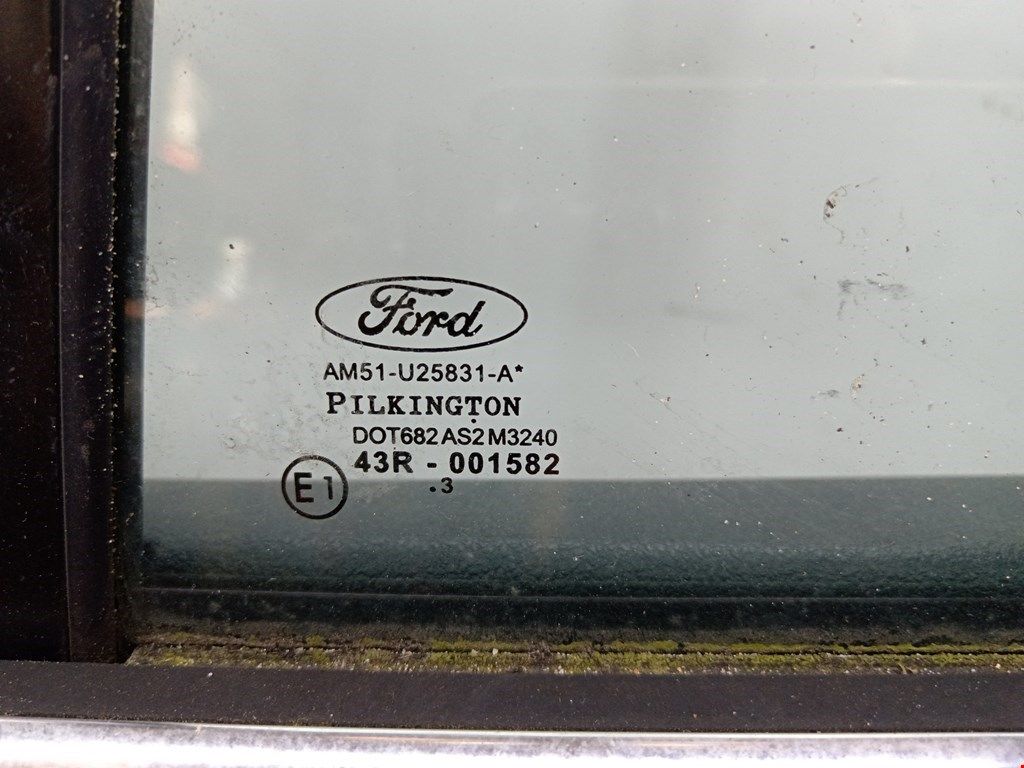 Ford
AM51-U25831-A*
PILKINGTON
DOT682 AS2 M3240
43R - 001582
E1
.3